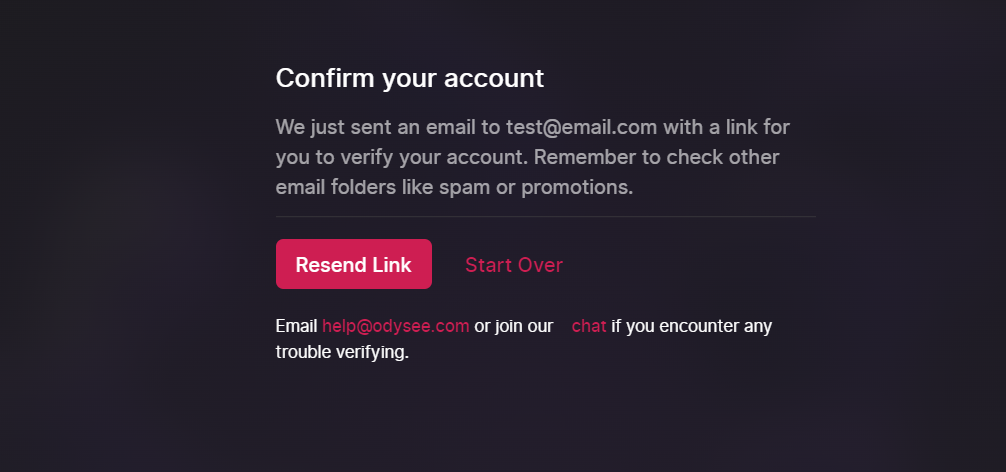 Confirm your account
We just sent an email to test@email.com with a link for
you to verify your account. Remember to check other
email folders like spam or promotions.
Resend Link Start Over
Email help@odysee.com or join our chat if you encounter any
trouble verifying.